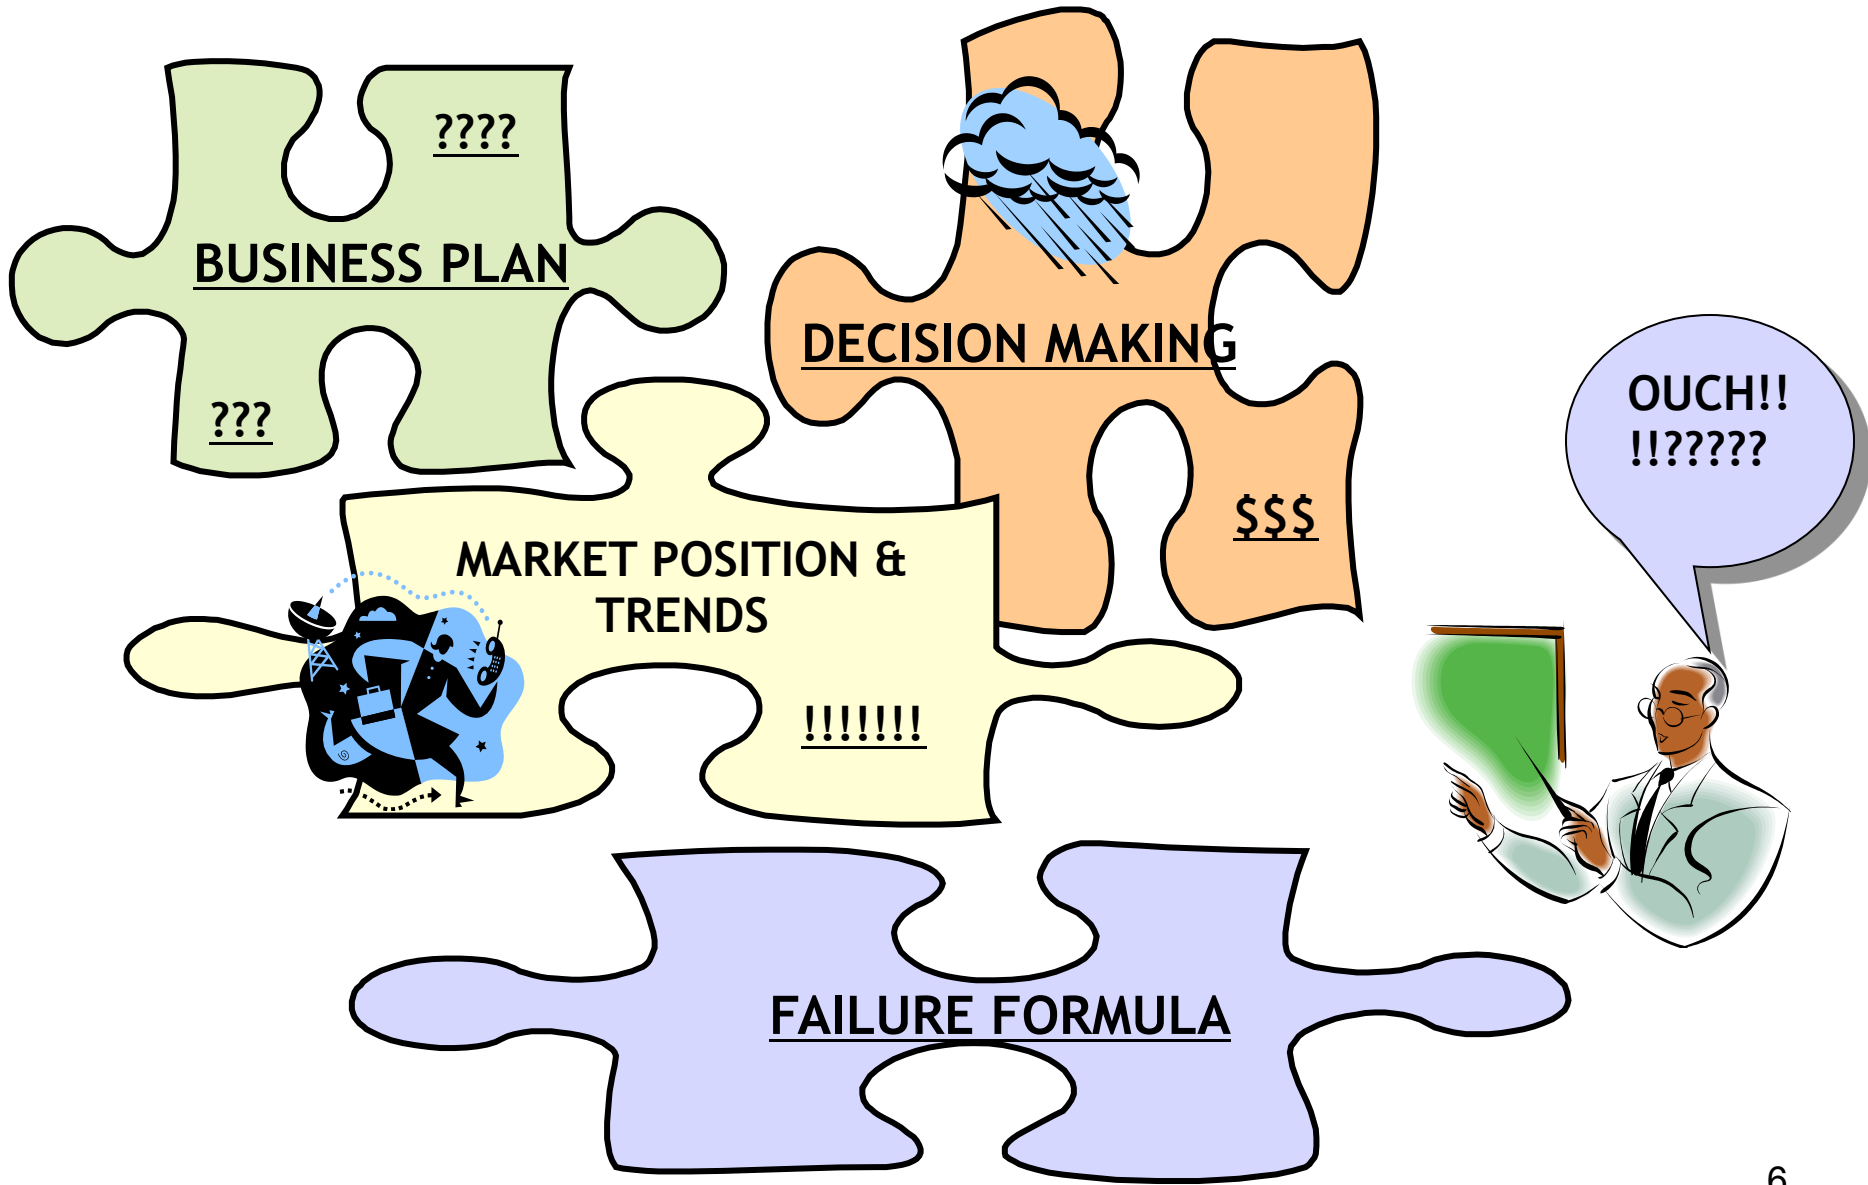 ????
BUSINESS PLAN
???
DECISION MAKING
$$$
OUCH!!
!!?????
MARKET POSITION &
TRENDS
!!!!!!!
FAILURE FORMULA
6